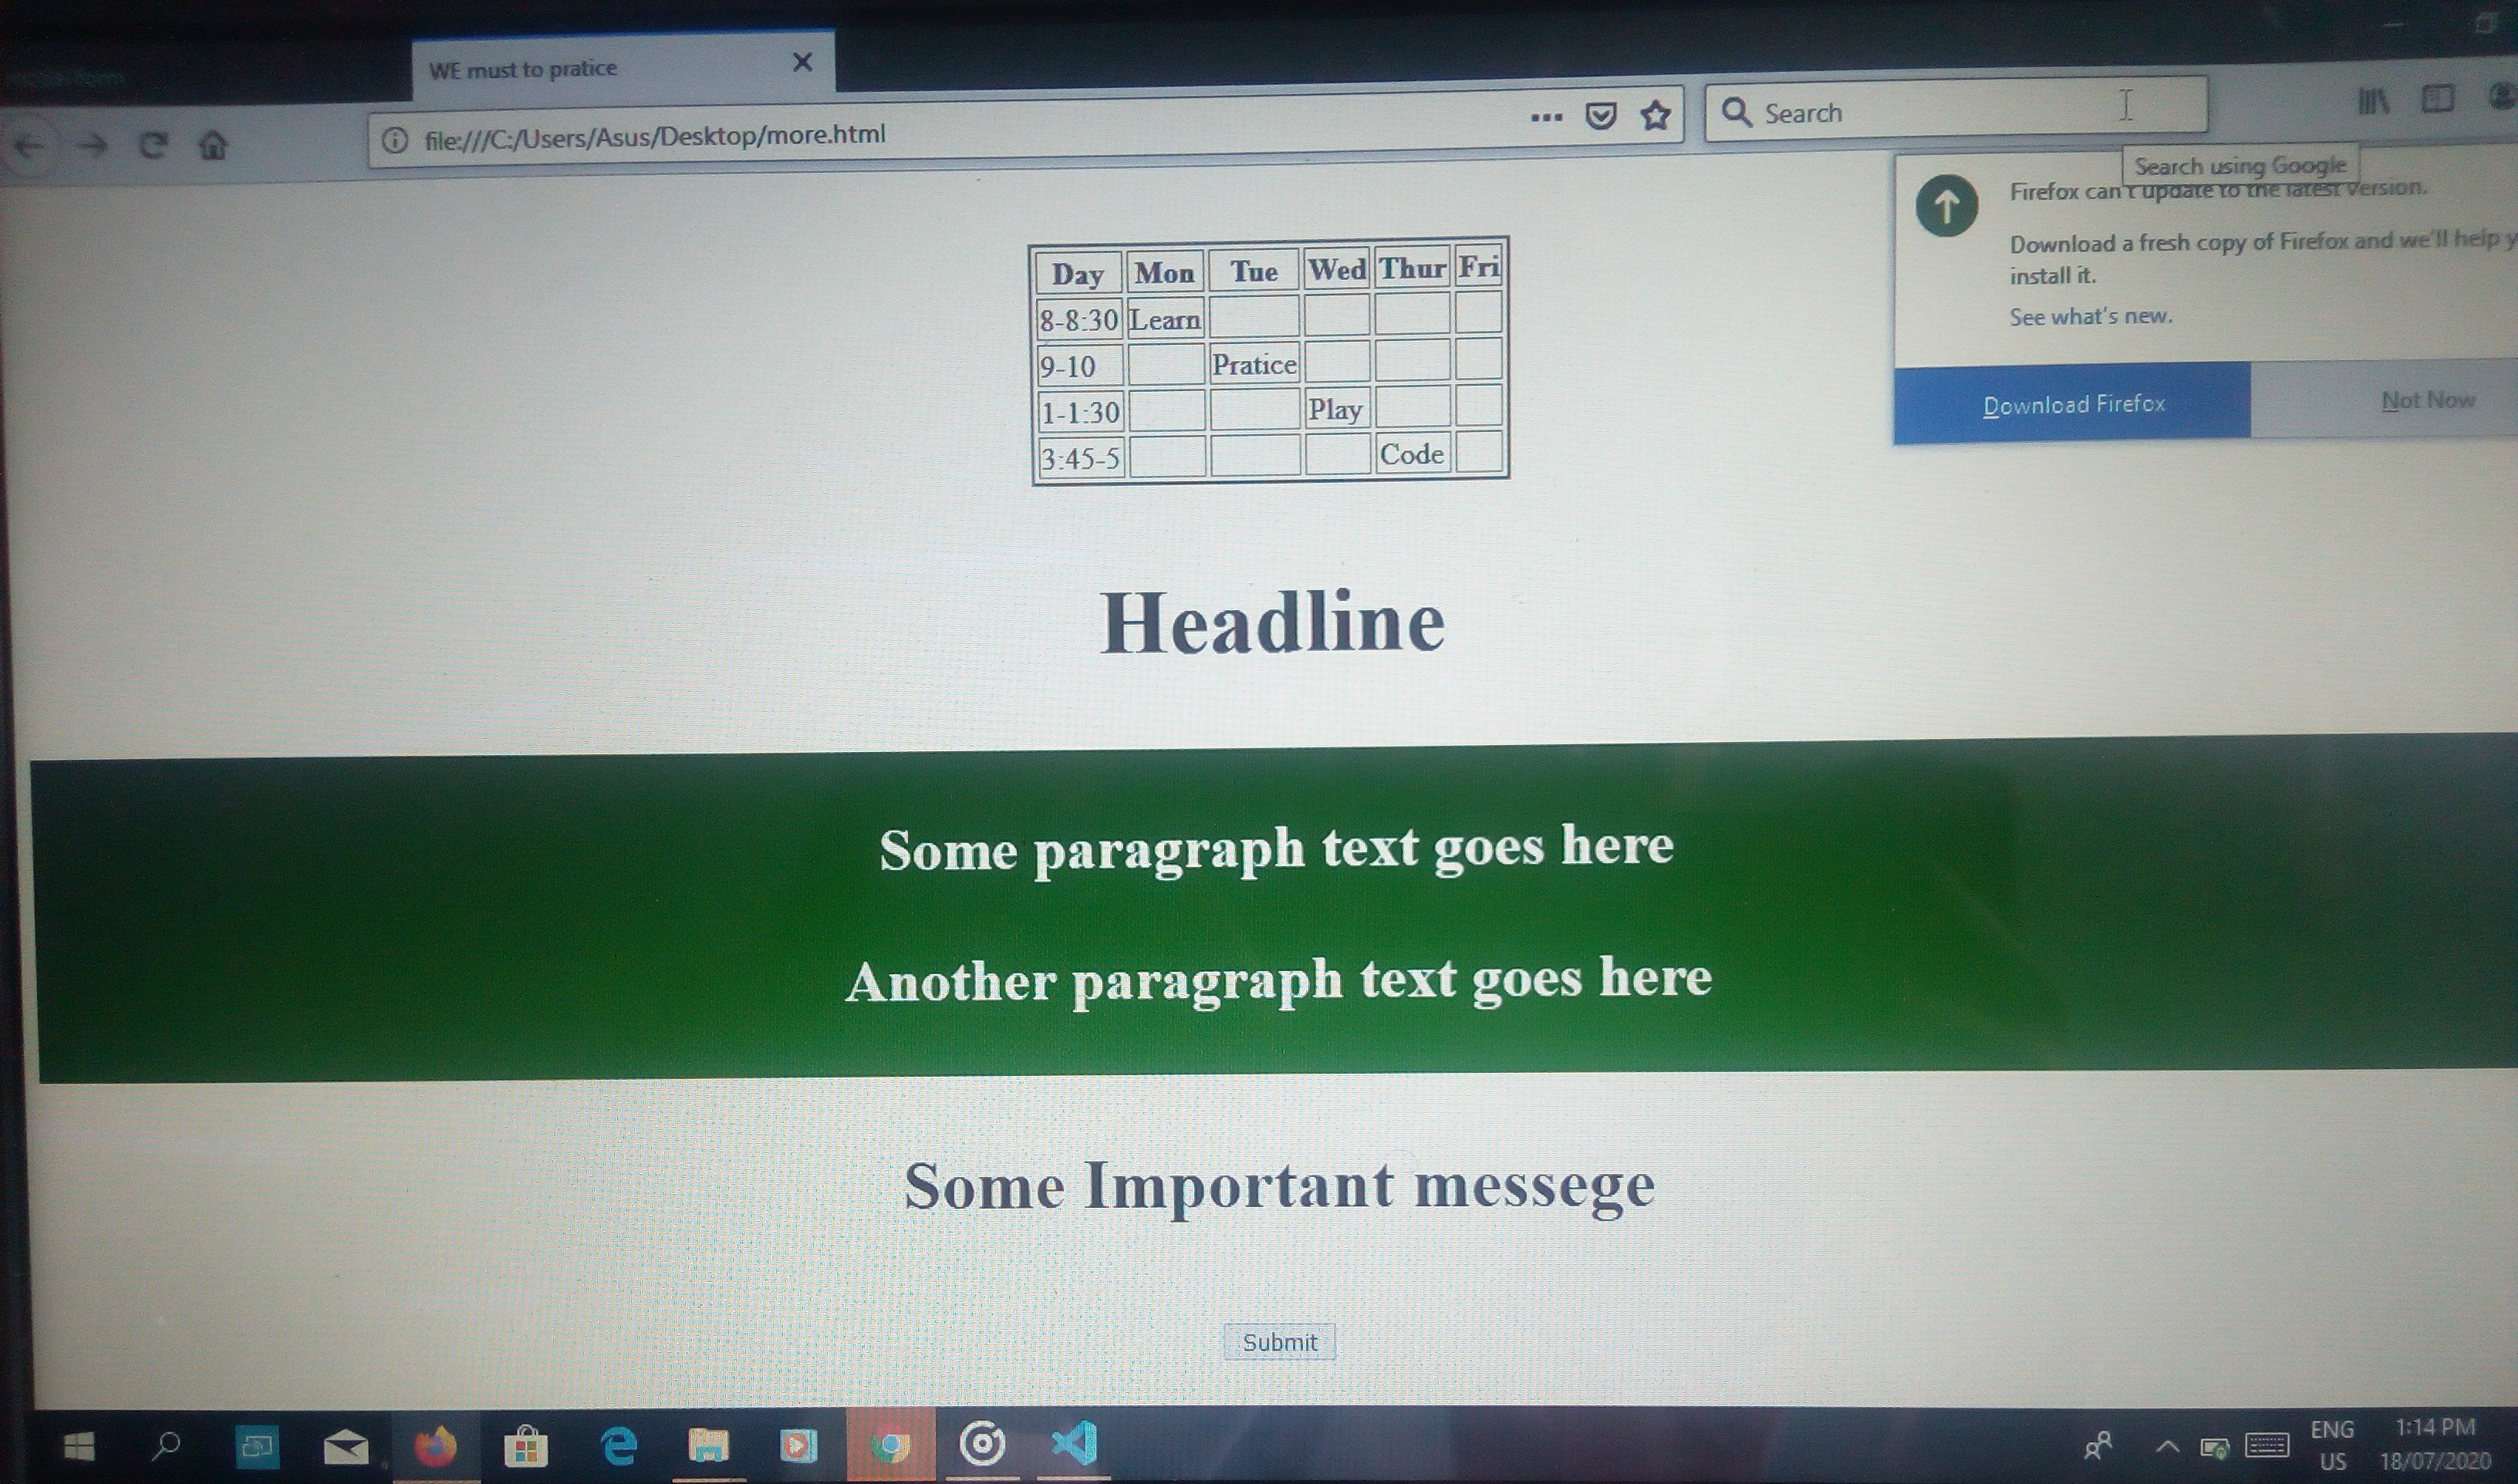 WE must to pratice
file:///C:/Users/Asus/Desktop/more.html
Search
Search using Google
Firefox can't update to the latest version.
Download a fresh copy of Firefox and we'll help
install it.
See what's new.
Download Firefox Not Now
Day Mon Tue Wed Thur Fri
8-8:30 Learn
9-10 Pratice
1-1:30 Play
3:45-5 Code
Headline
Some paragraph text goes here
Another paragraph text goes here
Some Important messege
Submit
ENG 1:14 PM
US 18/07/2020